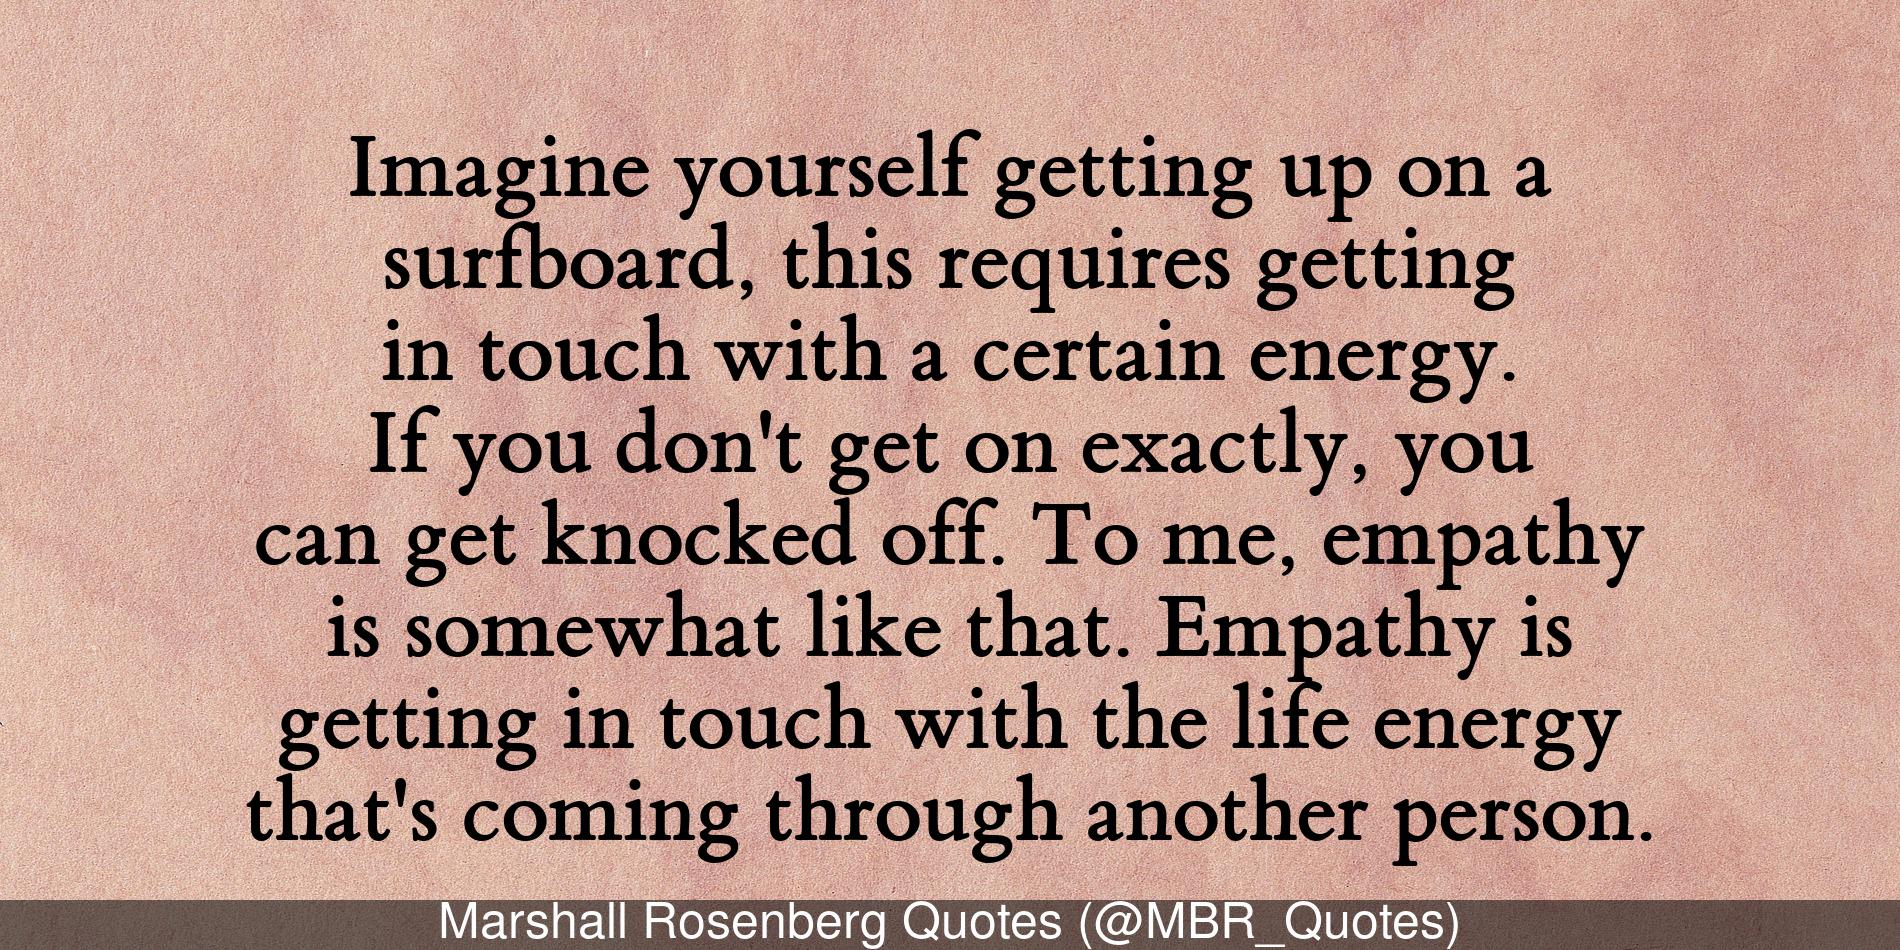 Imagine yourself getting up on a
surfboard, this requires getting
in touch with a certain energy.
If you don't get on exactly, you
can get knocked off. To me, empathy
is somewhat like that. Empathy is
getting in touch with the life energy
that's coming through another person.
Marshall Rosenberg Quotes (@MBR_Quotes)